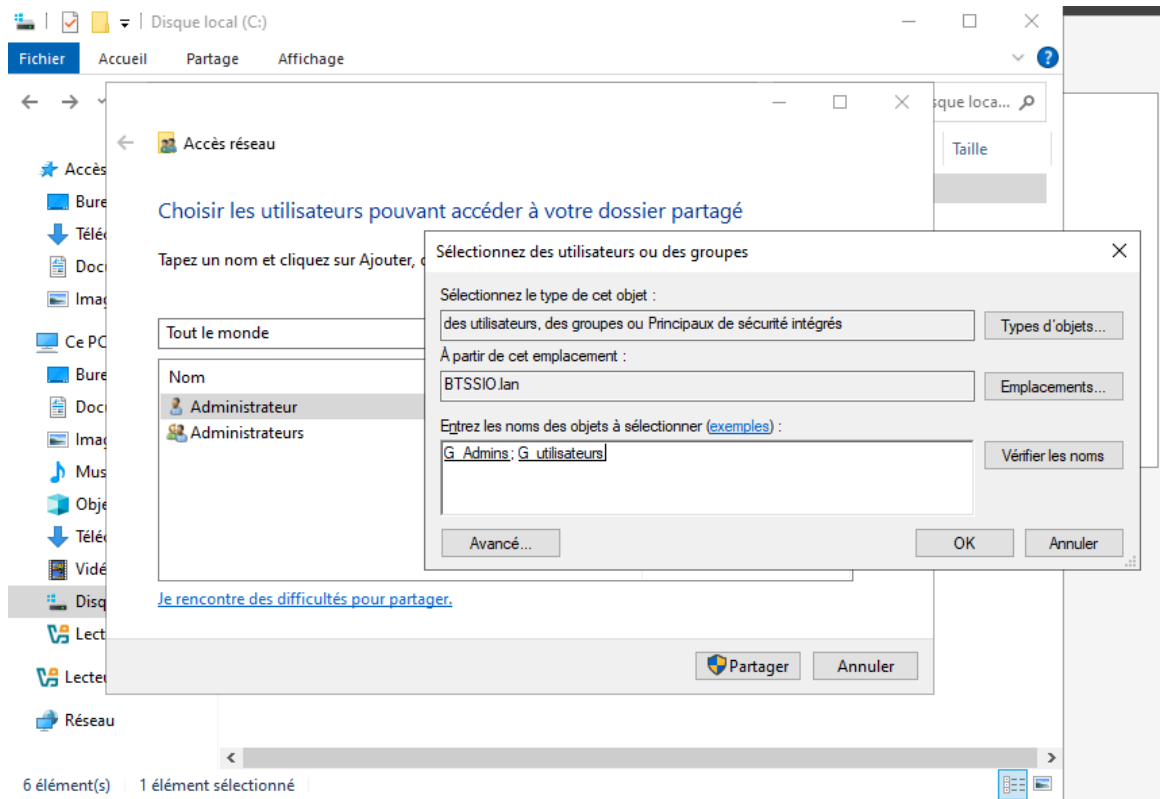 Disque local (C:)
Fichier Accueil Partage Affichage
sque loca...
Accès réseau
Taille
Accès
Bure
Choisir les utilisateurs pouvant accéder à votre dossier partagé
Télé
Tapez un nom et cliquez sur Ajouter,
Sélectionnez des utilisateurs ou des groupes
Doc
Imag
Sélectionnez le type de cet objet :
des utilisateurs, des groupes ou Principaux de sécurité intégrés
Types d'objets...
Tout le monde
Ce PC
À partir de cet emplacement :
BTSSIO.lan
Emplacements...
Bure
Nom
Doc
Administrateur
Entrez les noms des objets à sélectionner (exemples) :
Imag
Administrateurs
G_Admins; G_utilisateurs
Vérifier les noms
Mus
Obje
Télé
Avancé...
OK
Annuler
Vidé
Disq
Je rencontre des difficultés pour partager.
Lect
Partager
Annuler
Lecte
Réseau
6 élément(s) 1 élément sélectionné